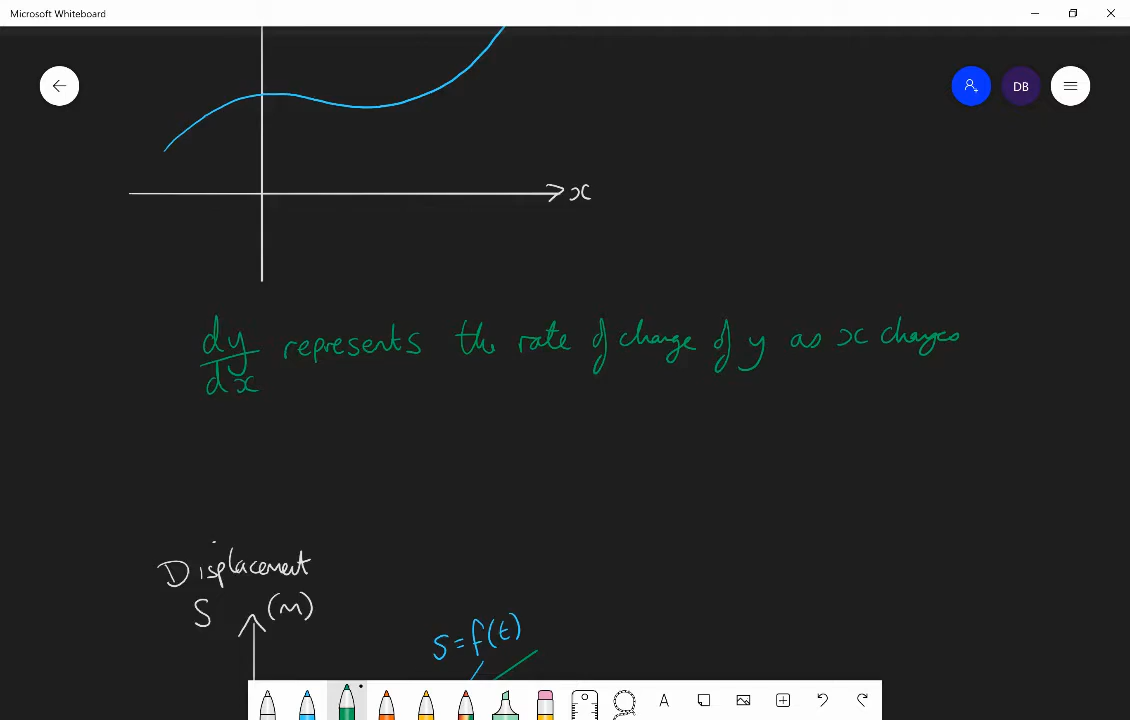 Microsoft Whiteboard
DB
x
dy/dx represents the rate of change of y as x changes
Displacement
S (m)
S = f(t)
A